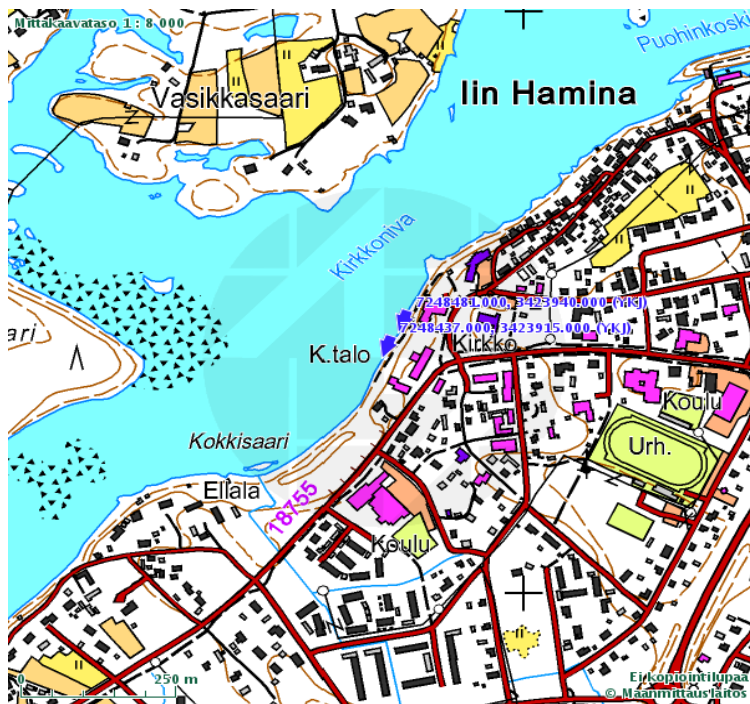 Mittakaavataso 1 : 8 000
Puohinkoski
Vasikkasaari
Iin Hamina
Kirkkoniva
7248481.000, 3423940.000 (YKJ)
7248437.000, 3423915.000 (YKJ)
K.talo
Kirkko
ari
Koulu
Urh.
Kokkisaari
Ellala
18755
Koulu
0
250 m
Ei kopiointilupaa
© Maanmittauslaitos